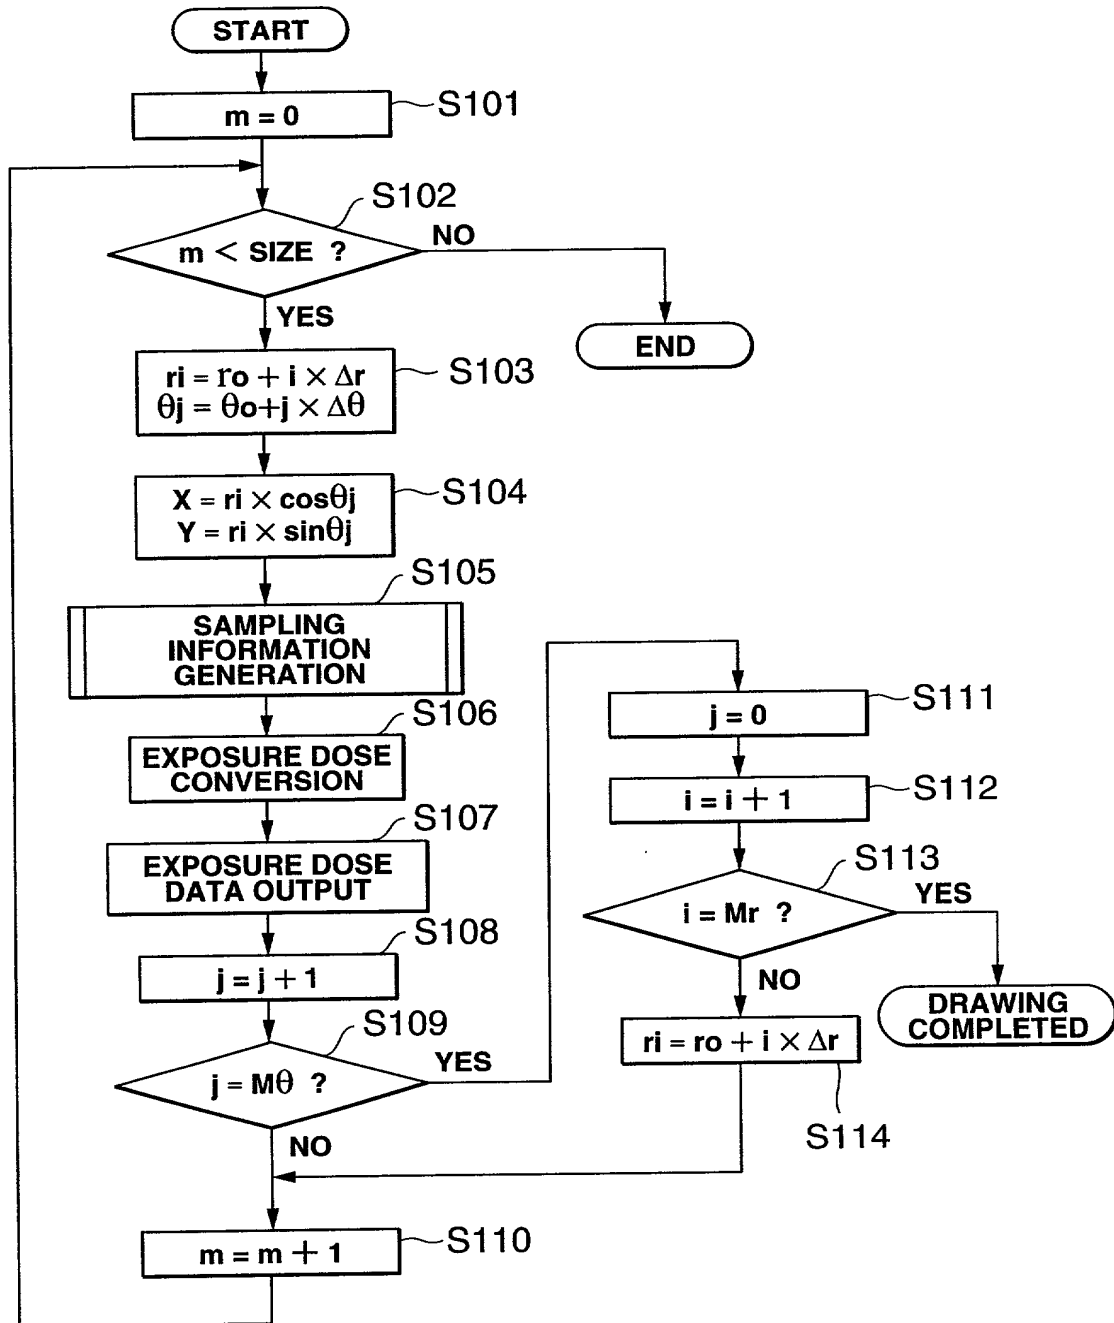 START
m = 0
S101
S102
m < SIZE ?
NO
YES
END
ri = ro + i × Δr
θj = θo+j × Δθ
S103
X = ri × cosθj
Y = ri × sinθj
S104
S105
SAMPLING
INFORMATION
GENERATION
S106
EXPOSURE DOSE
CONVERSION
S107
EXPOSURE DOSE
DATA OUTPUT
S108
j = j + 1
S109
j = Mθ ?
YES
NO
m = m + 1
S110
j = 0
S111
i = i + 1
S112
S113
i = Mr ?
YES
NO
DRAWING
COMPLETED
ri = ro + i × Δr
S114